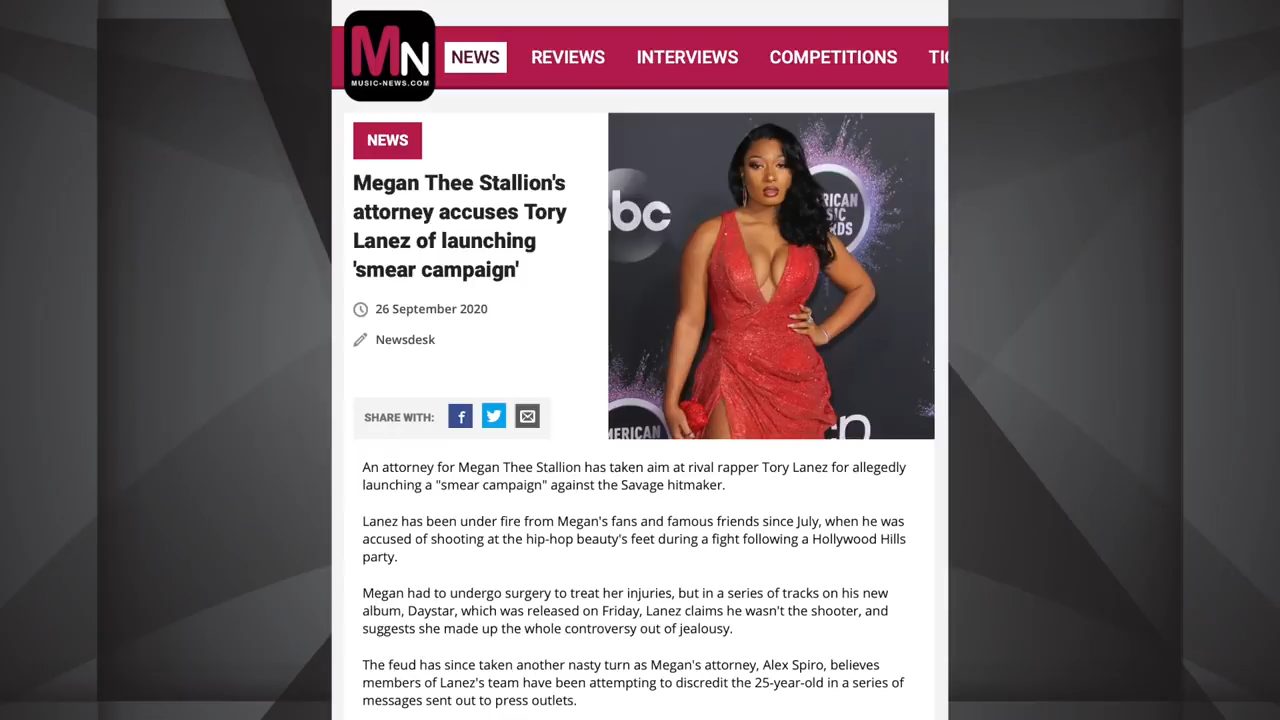 MN
MUSIC-NEWS.COM
NEWS
REVIEWS
INTERVIEWS
COMPETITIONS
NEWS
Megan Thee Stallion's
attorney accuses Tory
Lanez of launching
'smear campaign'
26 September 2020
Newsdesk
SHARE WITH:
f
abc
RICAN
SIC
RDS
MERICAN
An attorney for Megan Thee Stallion has taken aim at rival rapper Tory Lanez for allegedly
launching a "smear campaign" against the Savage hitmaker.
Lanez has been under fire from Megan's fans and famous friends since July, when he was
accused of shooting at the hip-hop beauty's feet during a fight following a Hollywood Hills
party.
Megan had to undergo surgery to treat her injuries, but in a series of tracks on his new
album, Daystar, which was released on Friday, Lanez claims he wasn't the shooter, and
suggests she made up the whole controversy out of jealousy.
The feud has since taken another nasty turn as Megan's attorney, Alex Spiro, believes
members of Lanez's team have been attempting to discredit the 25-year-old in a series of
messages sent out to press outlets.